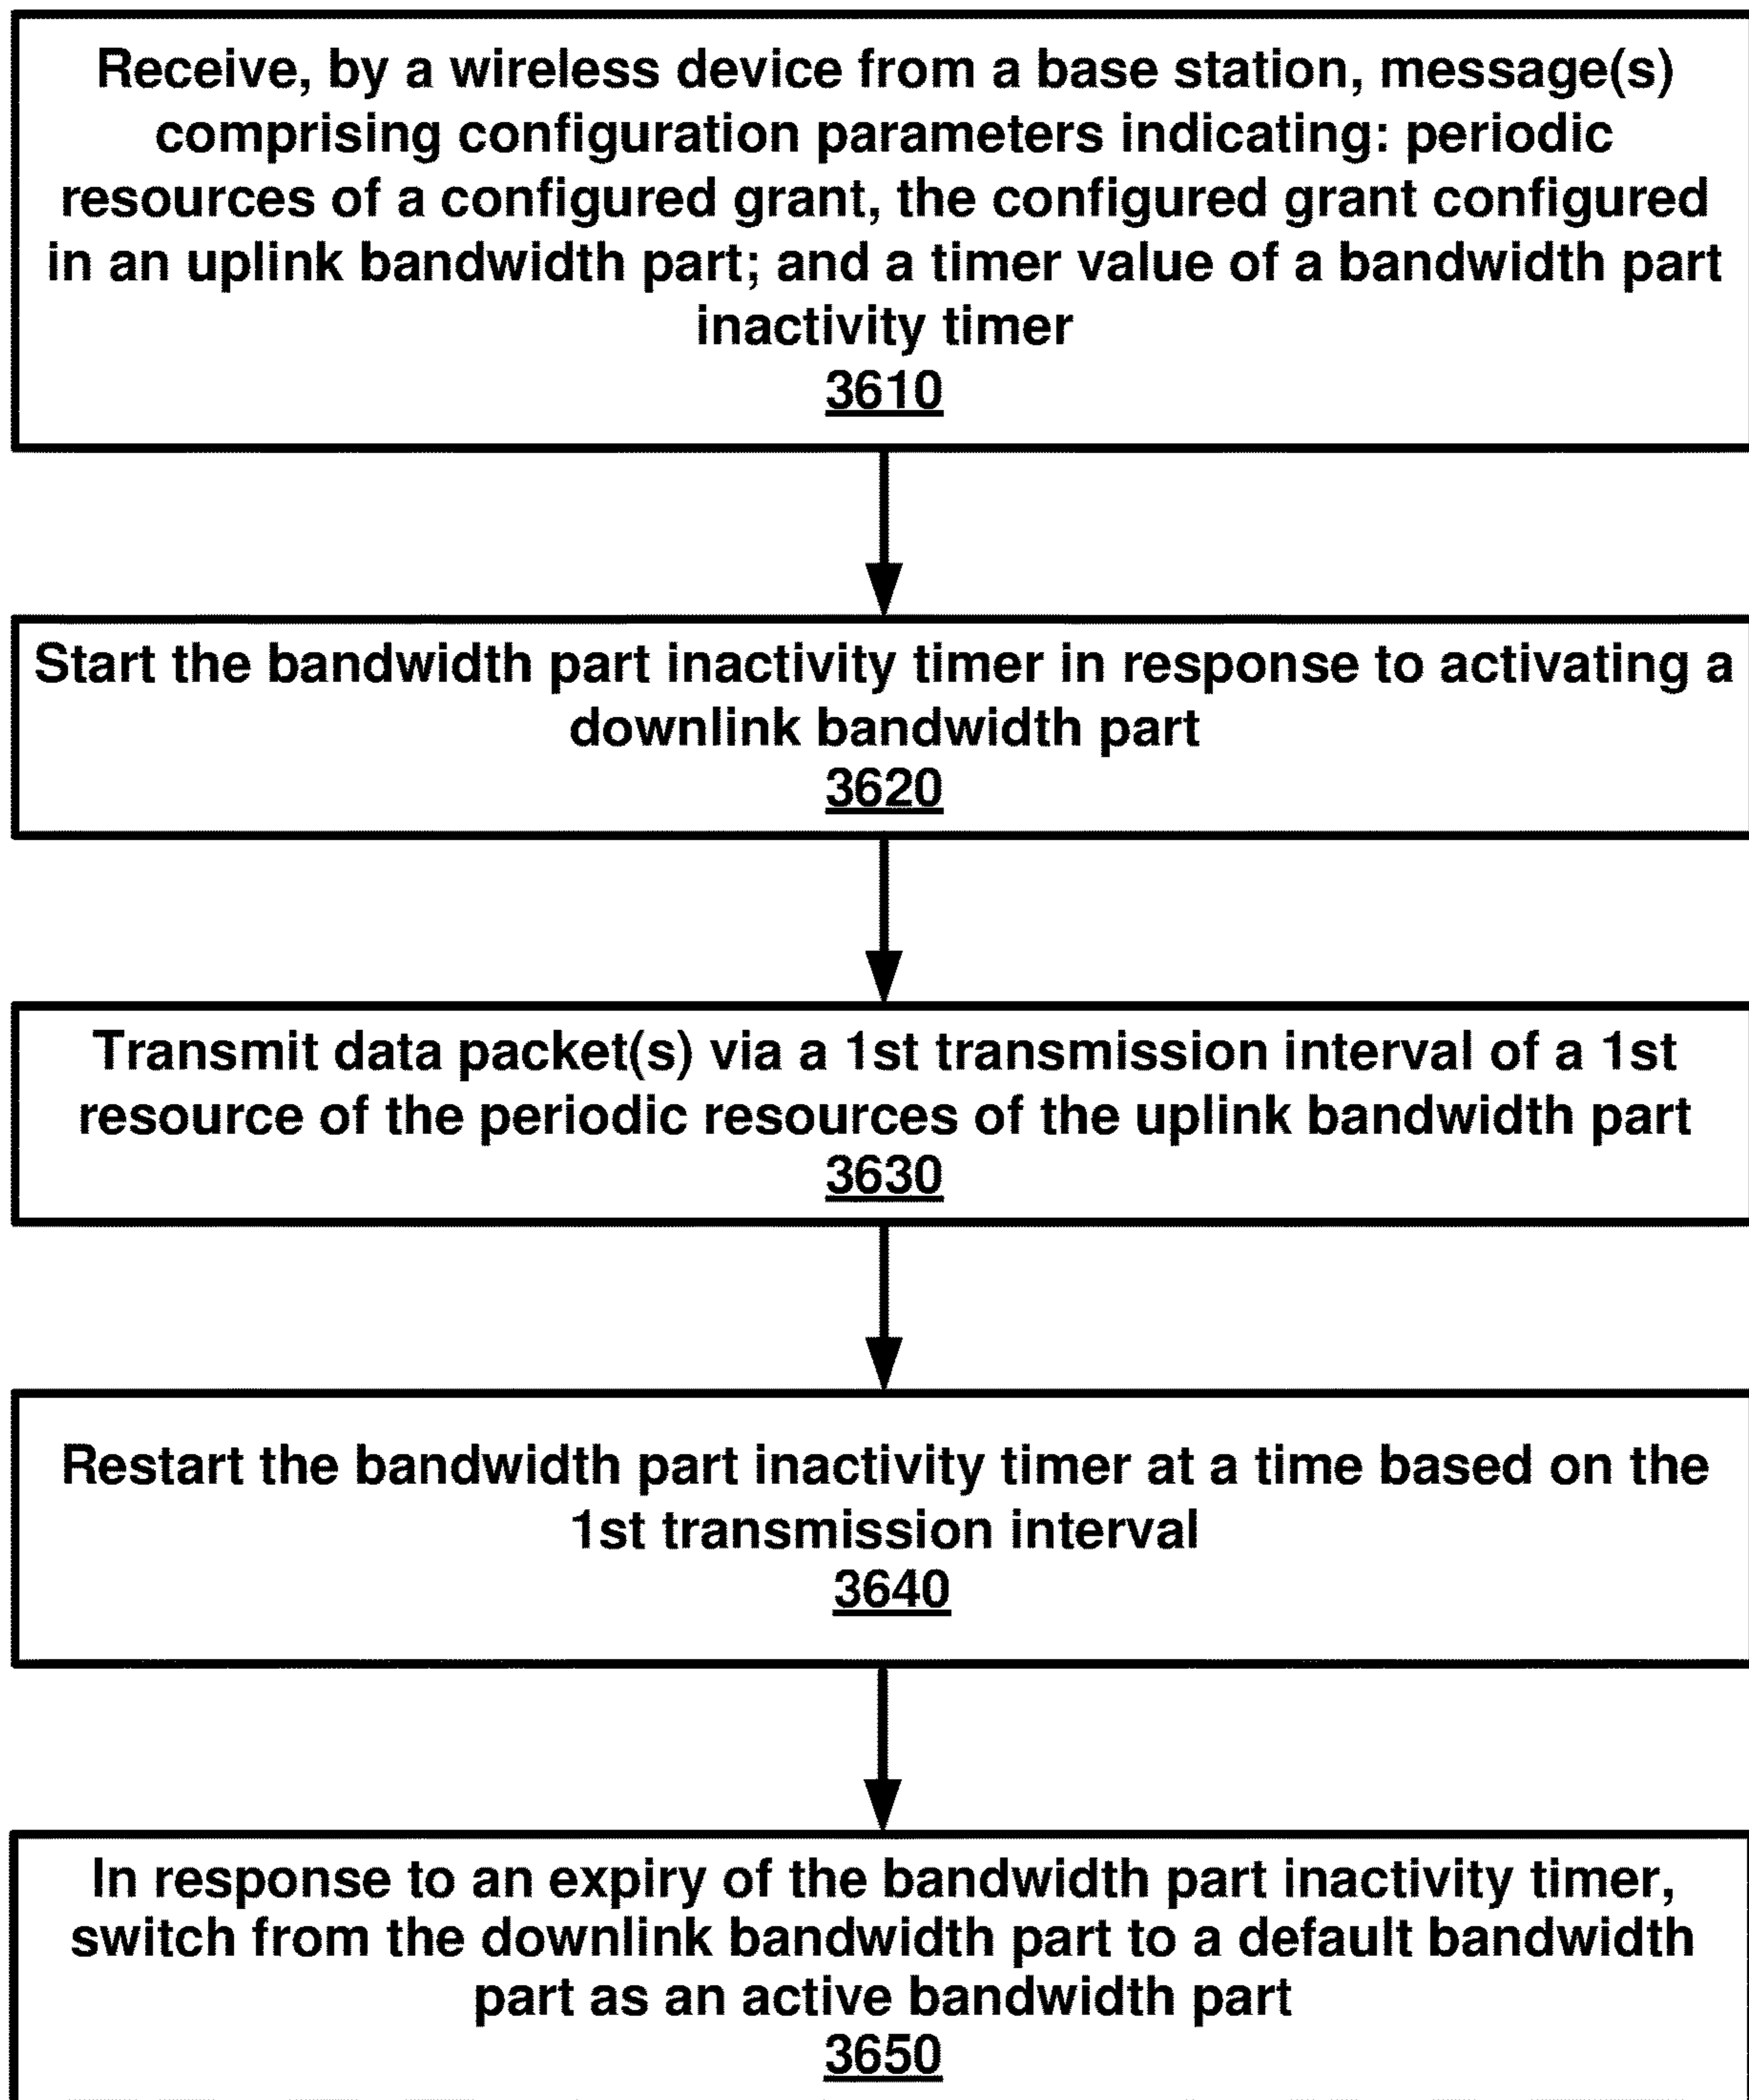 Receive, by a wireless device from a base station, message(s)
comprising configuration parameters indicating: periodic
resources of a configured grant, the configured grant configured
in an uplink bandwidth part; and a timer value of a bandwidth part
inactivity timer
3610
Start the bandwidth part inactivity timer in response to activating a
downlink bandwidth part
3620
Transmit data packet(s) via a 1st transmission interval of a 1st
resource of the periodic resources of the uplink bandwidth part
3630
Restart the bandwidth part inactivity timer at a time based on the
1st transmission interval
3640
In response to an expiry of the bandwidth part inactivity timer,
switch from the downlink bandwidth part to a default bandwidth
part as an active bandwidth part
3650